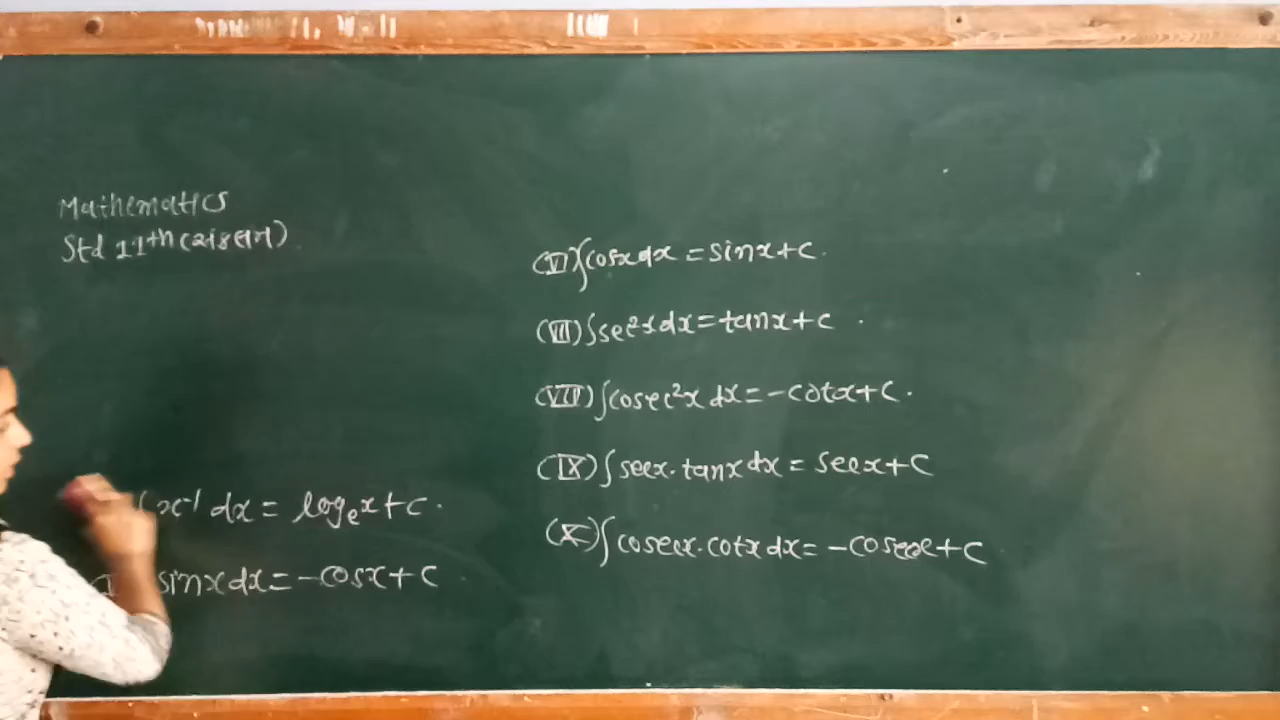 Mathematics
Std 11th
x⁻¹ dx = logₑx+c.
sinx dx = -cosx+c
(VI) ∫cosx dx = sinx+c.
(VII) ∫sec²x dx = tanx+c.
(VIII) ∫cosec²x dx = -cotx+c.
(IX) ∫secx.tanx dx = secx+c
(X) ∫cosecx.cotx dx = -cosecx+c